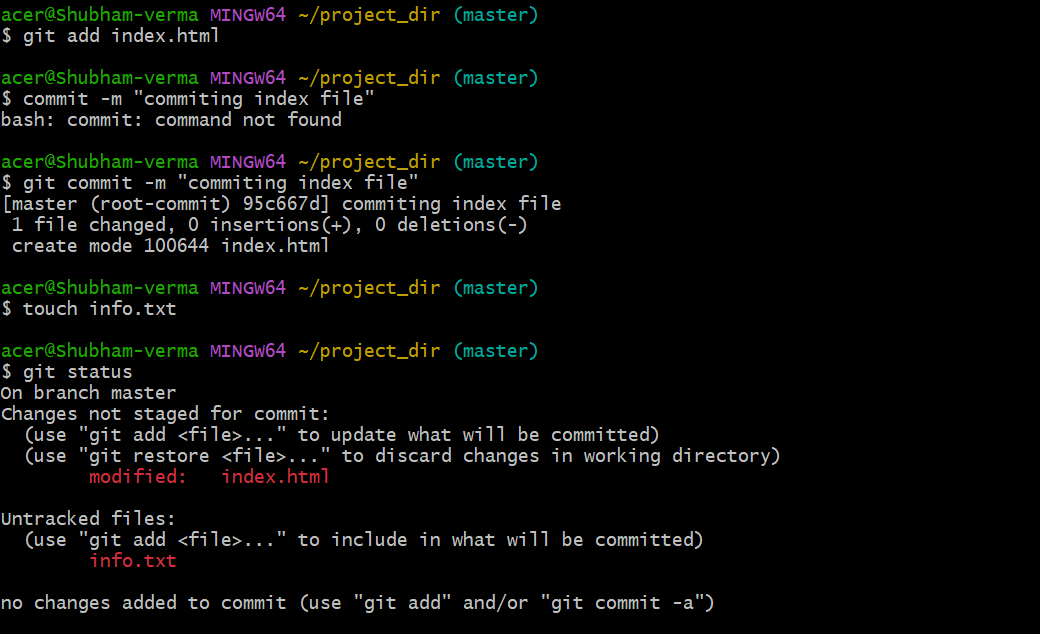 acer@Shubham-verma MINGW64 ~/project_dir (master)
$ git add index.html
acer@Shubham-verma MINGW64 ~/project_dir (master)
$ commit -m "commiting index file"
bash: commit: command not found
acer@Shubham-verma MINGW64 ~/project_dir (master)
$ git commit -m "commiting index file"
[master (root-commit) 95c667d] commiting index file
 1 file changed, 0 insertions(+), 0 deletions(-)
 create mode 100644 index.html
acer@Shubham-verma MINGW64 ~/project_dir (master)
$ touch info.txt
acer@Shubham-verma MINGW64 ~/project_dir (master)
$ git status
On branch master
Changes not staged for commit:
  (use "git add <file>..." to update what will be committed)
  (use "git restore <file>..." to discard changes in working directory)
        modified:   index.html
Untracked files:
  (use "git add <file>..." to include in what will be committed)
        info.txt
no changes added to commit (use "git add" and/or "git commit -a")